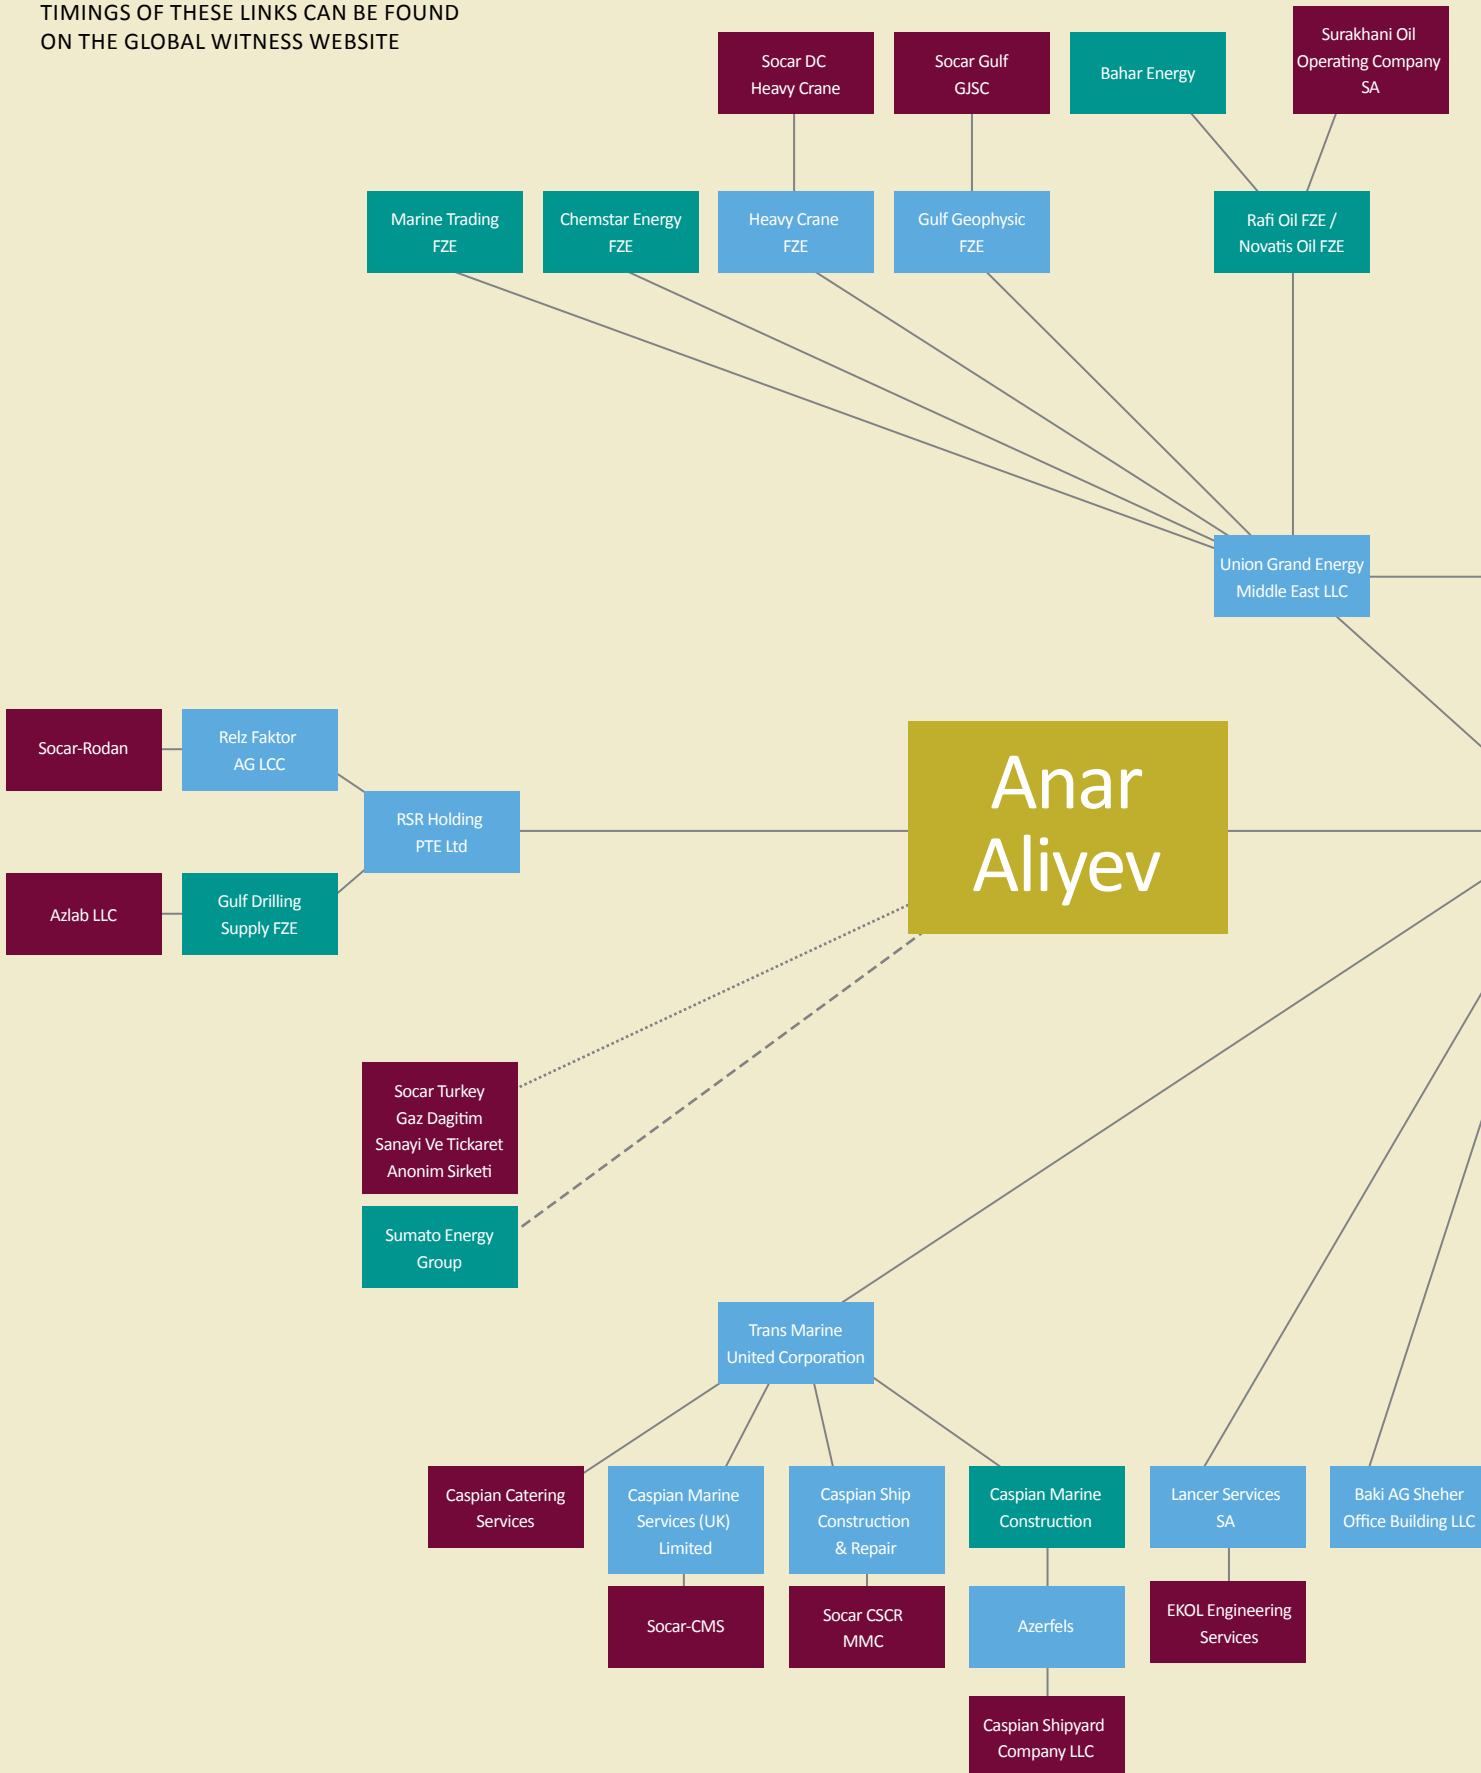 TIMINGS OF THESE LINKS CAN BE FOUND
ON THE GLOBAL WITNESS WEBSITE
Socar DC
Heavy Crane
Socar Gulf
GJSC
Bahar Energy
Surakhani Oil
Operating Company
SA
Marine Trading
FZE
Chemstar Energy
FZE
Heavy Crane
FZE
Gulf Geophysic
FZE
Rafi Oil FZE /
Novatis Oil FZE
Union Grand Energy
Middle East LLC
Socar-Rodan
Relz Faktor
AG LCC
RSR Holding
PTE Ltd
Anar
Aliyev
Azlab LLC
Gulf Drilling
Supply FZE
Socar Turkey
Gaz Dagitim
Sanayi Ve Tickaret
Anonim Sirketi
Sumato Energy
Group
Trans Marine
United Corporation
Caspian Catering
Services
Caspian Marine
Services (UK)
Limited
Caspian Ship
Construction
& Repair
Caspian Marine
Construction
Lancer Services
SA
Baki AG Sheher
Office Building LLC
Socar-CMS
Socar CSCR
MMC
Azerfels
EKOL Engineering
Services
Caspian Shipyard
Company LLC